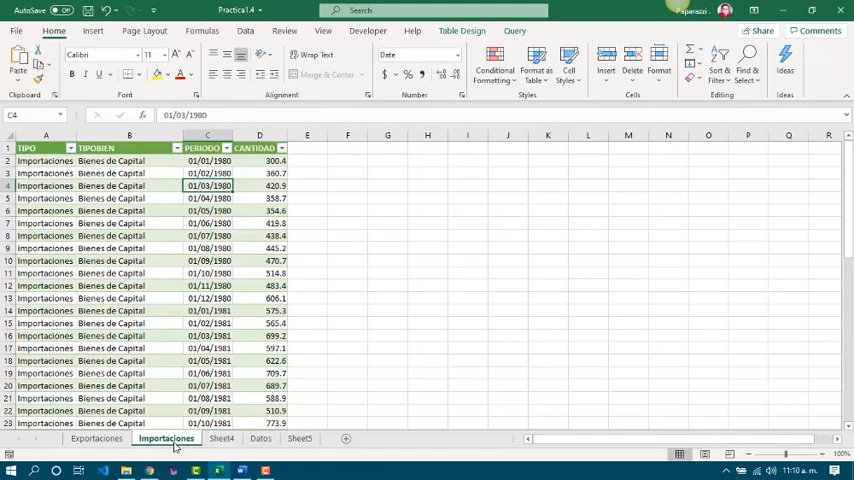 AutoSave Off Practica1.4 Search Paparazzi .
File Home Insert Page Layout Formulas Data Review View Developer Help Table Design Query Share Comments
Paste Calibri 11 A A Wrap Text Date Conditional Formatting Format as Table Cell Styles Insert Delete Format Sort & Filter Find & Select Ideas
B I U A Merge & Center $ % 9
Clipboard Font Alignment Number Styles Cells Editing Ideas
C4 fx 01/03/1980
A B C D E F G H I J K L M N O P Q R
1 TIPO TIPOBIEN PERIODO CANTIDAD
2 Importaciones Bienes de Capital 01/01/1980 300.4
3 Importaciones Bienes de Capital 01/02/1980 360.7
4 Importaciones Bienes de Capital 01/03/1980 420.9
5 Importaciones Bienes de Capital 01/04/1980 358.7
6 Importaciones Bienes de Capital 01/05/1980 354.6
7 Importaciones Bienes de Capital 01/06/1980 419.8
8 Importaciones Bienes de Capital 01/07/1980 438.4
9 Importaciones Bienes de Capital 01/08/1980 445.2
10 Importaciones Bienes de Capital 01/09/1980 470.7
11 Importaciones Bienes de Capital 01/10/1980 514.8
12 Importaciones Bienes de Capital 01/11/1980 483.4
13 Importaciones Bienes de Capital 01/12/1980 606.1
14 Importaciones Bienes de Capital 01/01/1981 575.3
15 Importaciones Bienes de Capital 01/02/1981 565.4
16 Importaciones Bienes de Capital 01/03/1981 699.2
17 Importaciones Bienes de Capital 01/04/1981 597.1
18 Importaciones Bienes de Capital 01/05/1981 622.6
19 Importaciones Bienes de Capital 01/06/1981 709.7
20 Importaciones Bienes de Capital 01/07/1981 689.7
21 Importaciones Bienes de Capital 01/08/1981 588.9
22 Importaciones Bienes de Capital 01/09/1981 510.9
23 Importaciones Bienes de Capital 01/10/1981 773.9
Exportaciones Importaciones Sheet4 Datos Sheet5
100%
11:10 a. m.